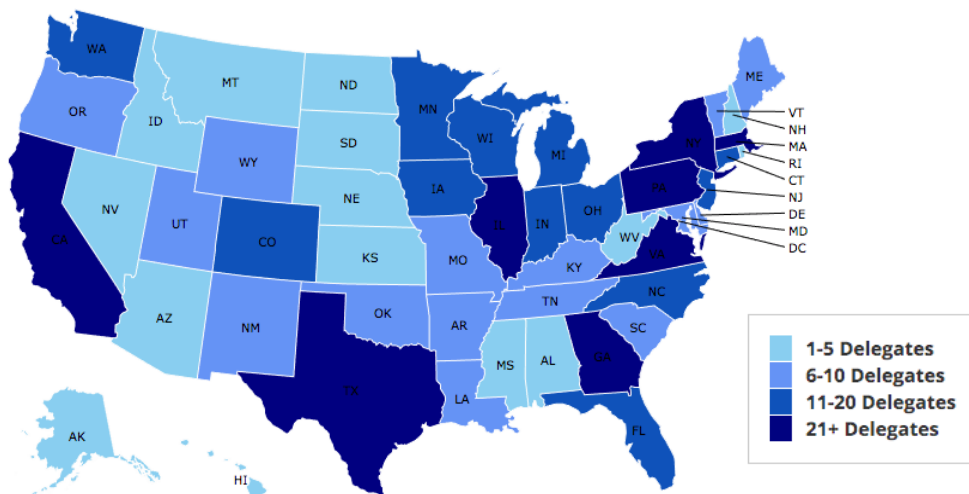 WA
ME
MT
ND
MN
OR
VT
ID
NH
WI
SD
NY
MA
MI
WY
RI
CT
IA
PA
NE
NJ
NV
OH
DE
UT
IL
IN
MD
CA
CO
WV
DC
KS
MO
VA
KY
NC
TN
AZ
OK
NM
AR
SC
MS
AL
GA
TX
LA
FL
AK
HI
1-5 Delegates
6-10 Delegates
11-20 Delegates
21+ Delegates